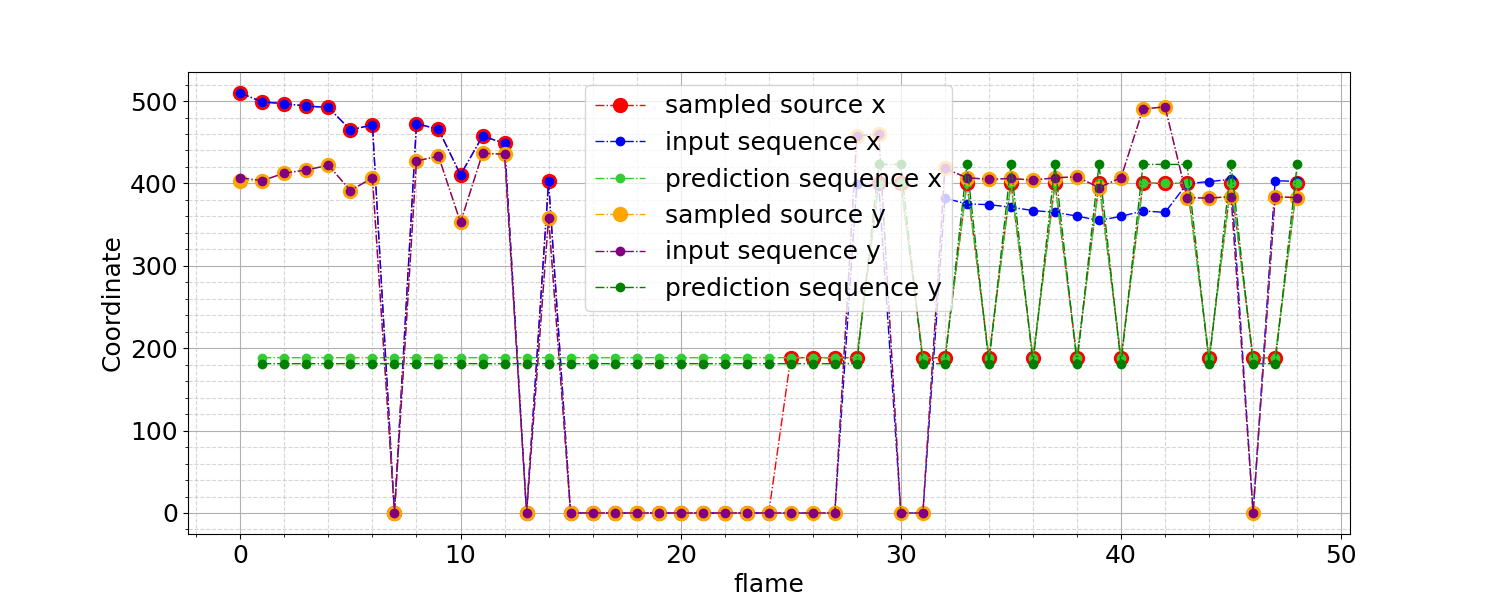 500
400
300
200
100
0
Coordinate
sampled source x
input sequence x
prediction sequence x
sampled source y
input sequence y
prediction sequence y
0 10 20 30 40 50
flame